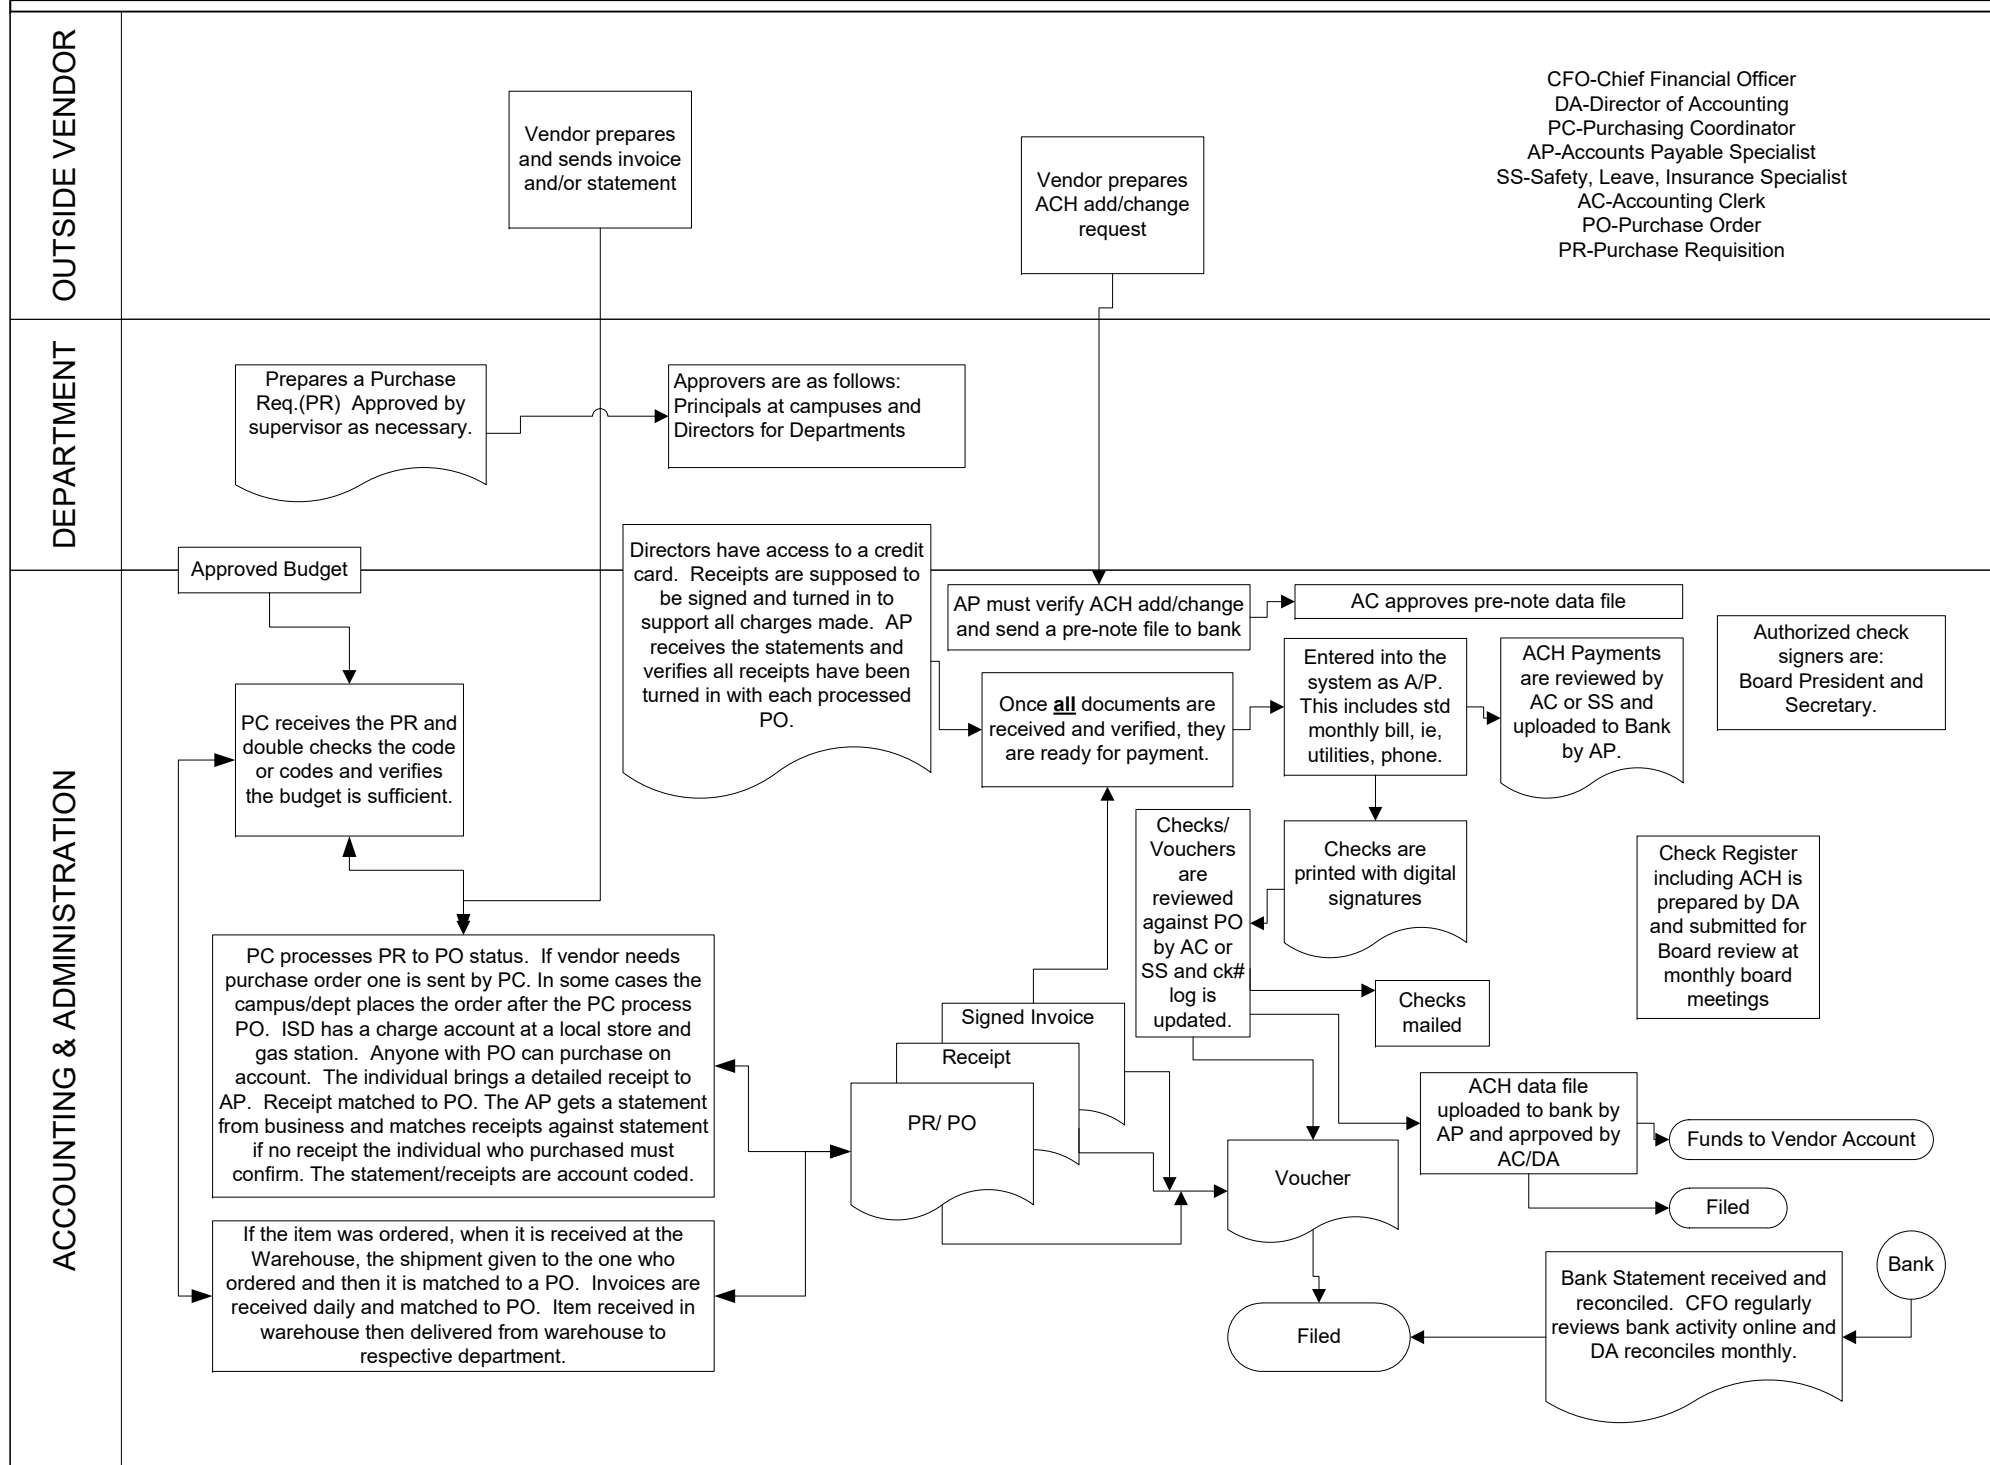 OUTSIDE VENDOR
Vendor prepares
and sends invoice
and/or statement
Vendor prepares
ACH add/change
request
CFO-Chief Financial Officer
DA-Director of Accounting
PC-Purchasing Coordinator
AP-Accounts Payable Specialist
SS-Safety, Leave, Insurance Specialist
AC-Accounting Clerk
PO-Purchase Order
PR-Purchase Requisition
DEPARTMENT
Prepares a Purchase
Req.(PR)  Approved by
supervisor as necessary.
Approvers are as follows:
Principals at campuses and
Directors for Departments
ACCOUNTING & ADMINISTRATION
Approved Budget
PC receives the PR and
double checks the code
or codes and verifies
the budget is sufficient.
Directors have access to a credit
card.  Receipts are supposed to
be signed and turned in to
support all charges made.  AP
receives the statements and
verifies all receipts have been
turned in with each processed
PO.
AP must verify ACH add/change
and send a pre-note file to bank
AC approves pre-note data file
Once all documents are
received and verified, they
are ready for payment.
Entered into the
system as A/P.
This includes std
monthly bill, ie,
utilities, phone.
ACH Payments
are reviewed by
AC or SS and
uploaded to Bank
by AP.
Authorized check
signers are:
Board President and
Secretary.
Checks/
Vouchers
are
reviewed
against PO
by AC or
SS and ck#
log is
updated.
Checks are
printed with digital
signatures
Check Register
including ACH is
prepared by DA
and submitted for
Board review at
monthly board
meetings
PC processes PR to PO status.  If vendor needs
purchase order one is sent by PC. In some cases the
campus/dept places the order after the PC process
PO.  ISD has a charge account at a local store and
gas station.  Anyone with PO can purchase on
account.  The individual brings a detailed receipt to
AP.  Receipt matched to PO. The AP gets a statement
from business and matches receipts against statement
if no receipt the individual who purchased must
confirm. The statement/receipts are account coded.
Signed Invoice
Receipt
PR/ PO
Checks
mailed
ACH data file
uploaded to bank by
AP and aprpoved by
AC/DA
Funds to Vendor Account
Voucher
Filed
If the item was ordered, when it is received at the
Warehouse, the shipment given to the one who
ordered and then it is matched to a PO.  Invoices are
received daily and matched to PO.  Item received in
warehouse then delivered from warehouse to
respective department.
Filed
Bank Statement received and
reconciled.  CFO regularly
reviews bank activity online and
DA reconciles monthly.
Bank